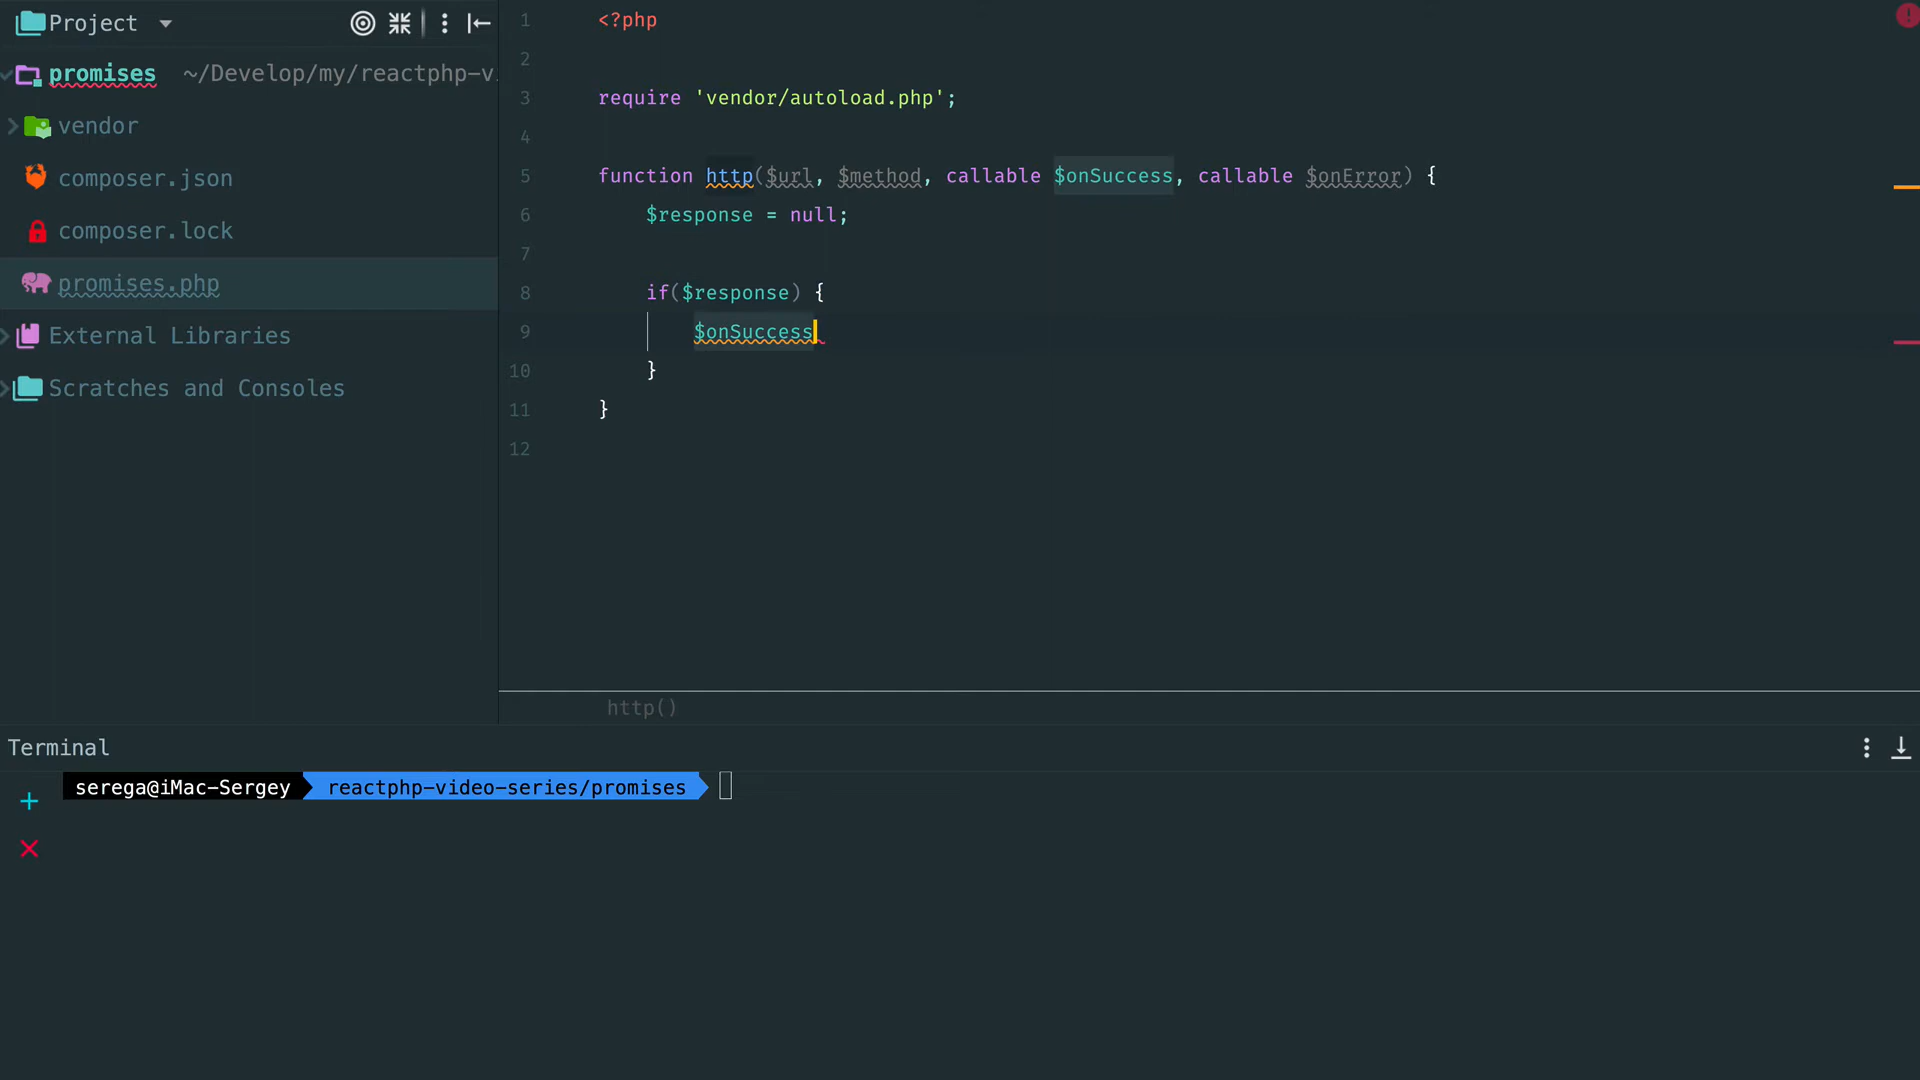 Project
promises ~/Develop/my/reactphp-v
vendor
composer.json
composer.lock
promises.php
External Libraries
Scratches and Consoles
1 <?php
2
3 require 'vendor/autoload.php';
4
5 function http($url, $method, callable $onSuccess, callable $onError) {
6 $response = null;
7
8 if($response) {
9 $onSuccess
10 }
11 }
12
http()
Terminal
serega@iMac-Sergey reactphp-video-series/promises